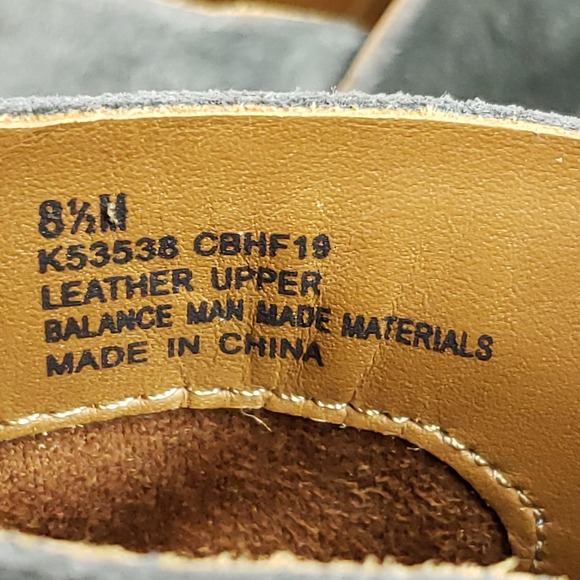 8½M
K53538 CBHF19
LEATHER UPPER
BALANCE MAN MADE MATERIALS
MADE IN CHINA